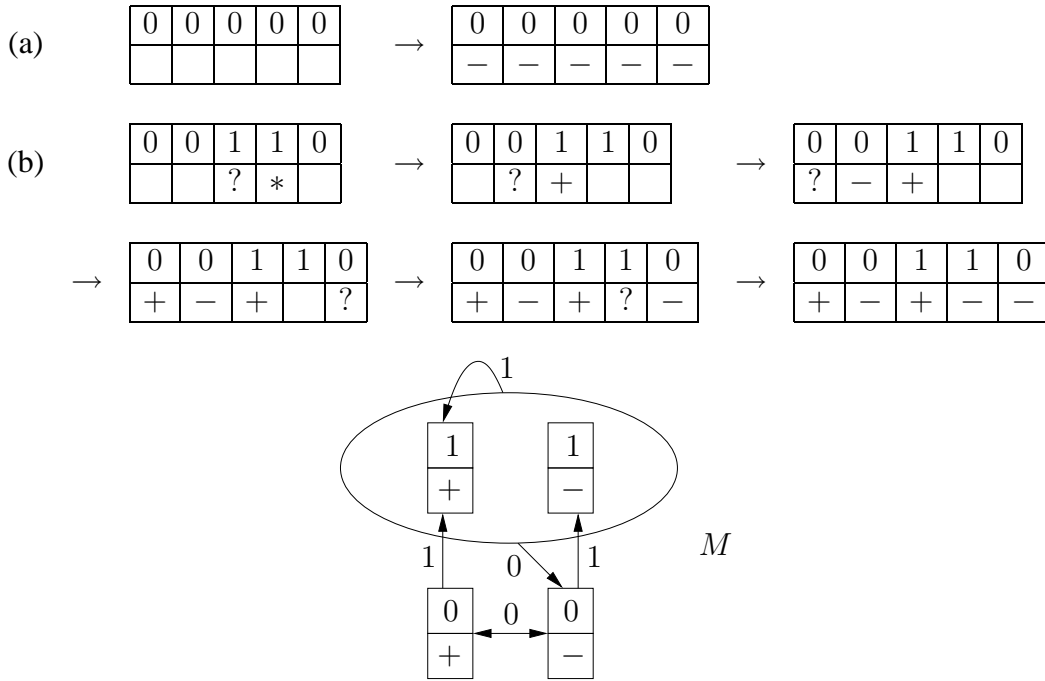 (a) 0 0 0 0 0 → 0 0 0 0 0
− − − − −
(b) 0 0 1 1 0 → 0 0 1 1 0 → 0 0 1 1 0
? * ? + ? − +
→ 0 0 1 1 0 → 0 0 1 1 0 → 0 0 1 1 0
+ − + ? + − + ? − + − + − −
1
1 1
+ −
M
1 0 1
0 0 0
+ −